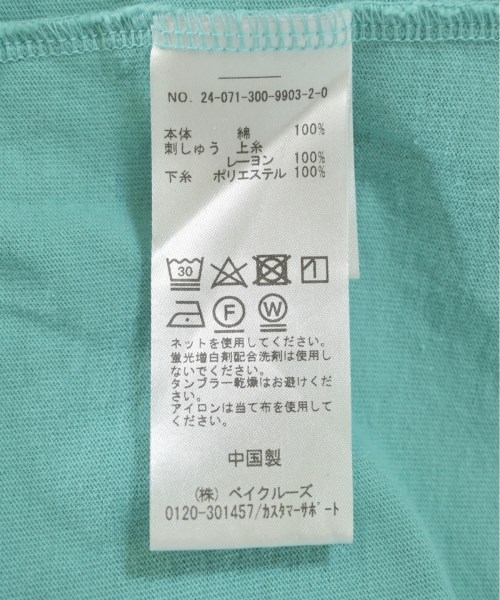 NO. 24-071-300-9903-2-0
本体 綿 100%
刺しゅう 上糸
レーヨン 100%
下糸 ポリエステル 100%
30
F W
ネットを使用してください。
蛍光増白剤配合洗剤は使用し
ないでください。
タンブラー乾燥はお避けくだ
さい。
アイロンは当て布を使用して
ください。
中国製
(株) ベイクルーズ
0120-301457/カスタマーサポート